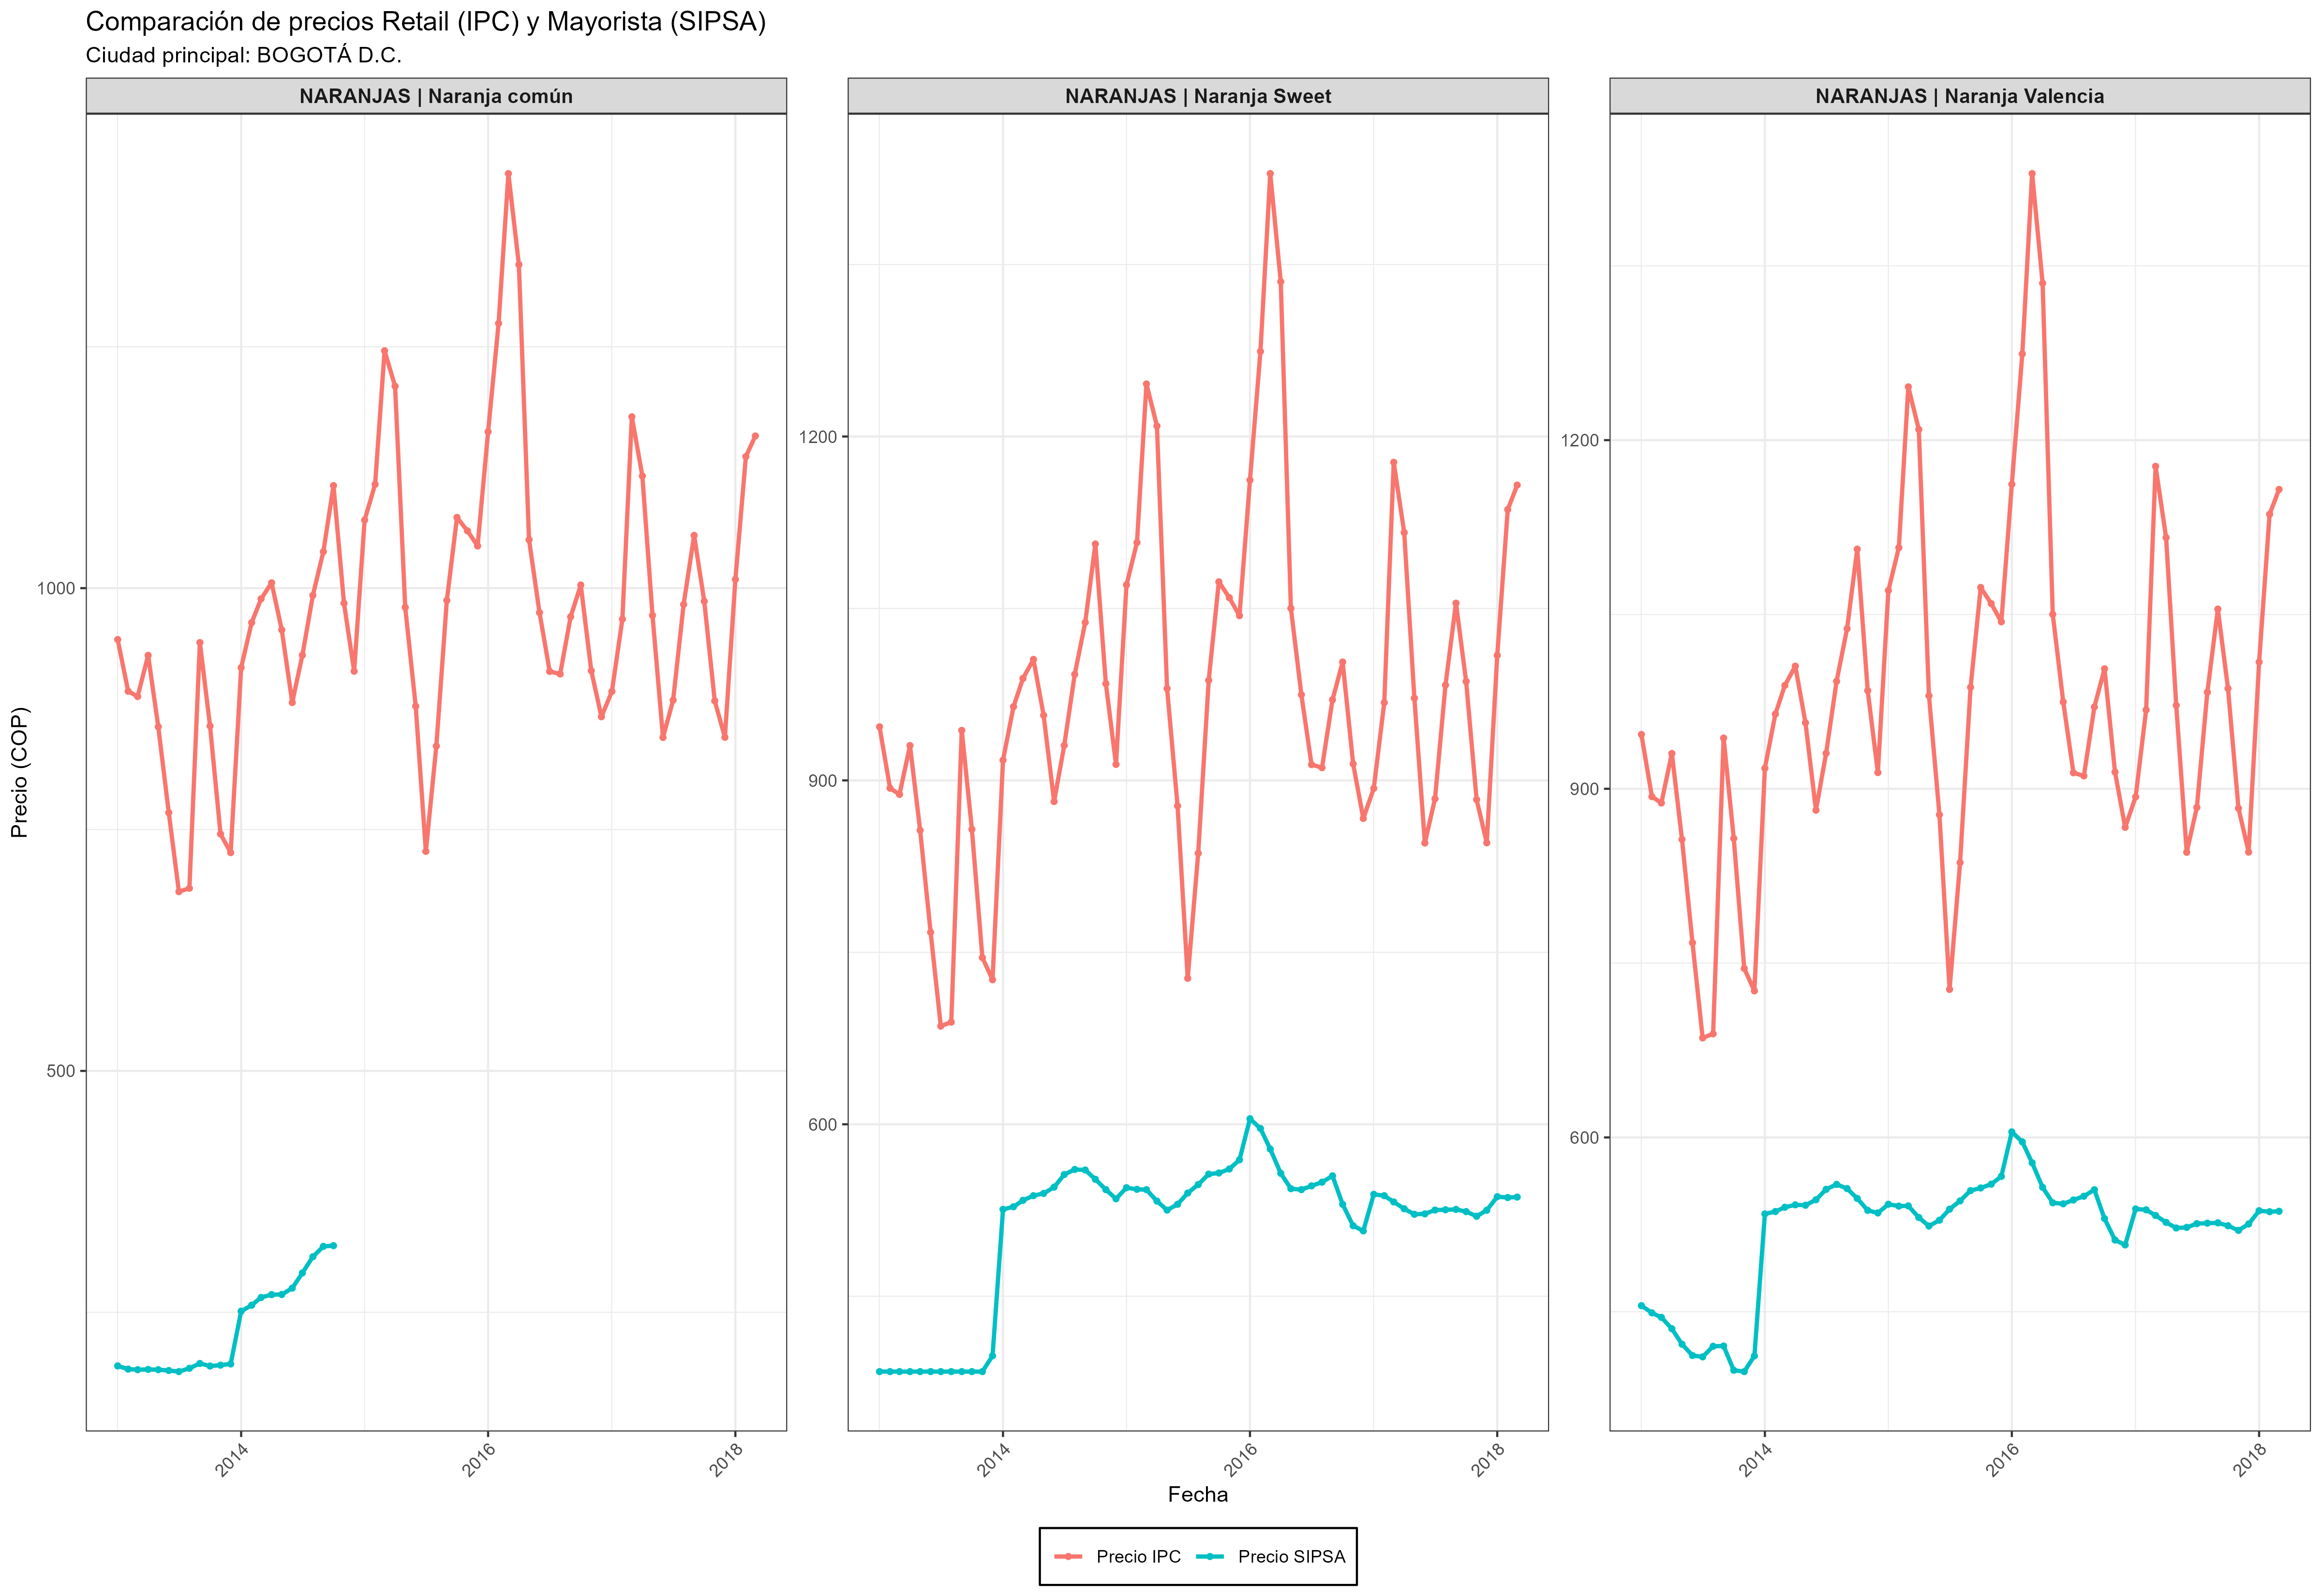 Comparación de precios Retail (IPC) y Mayorista (SIPSA)
Ciudad principal: BOGOTÁ D.C.
NARANJAS | Naranja común
NARANJAS | Naranja Sweet
NARANJAS | Naranja Valencia
Precio (COP)
1000
500
1200
900
600
1200
900
600
2014
2016
2018
2014
2016
2018
2014
2016
2018
Fecha
Precio IPC
Precio SIPSA